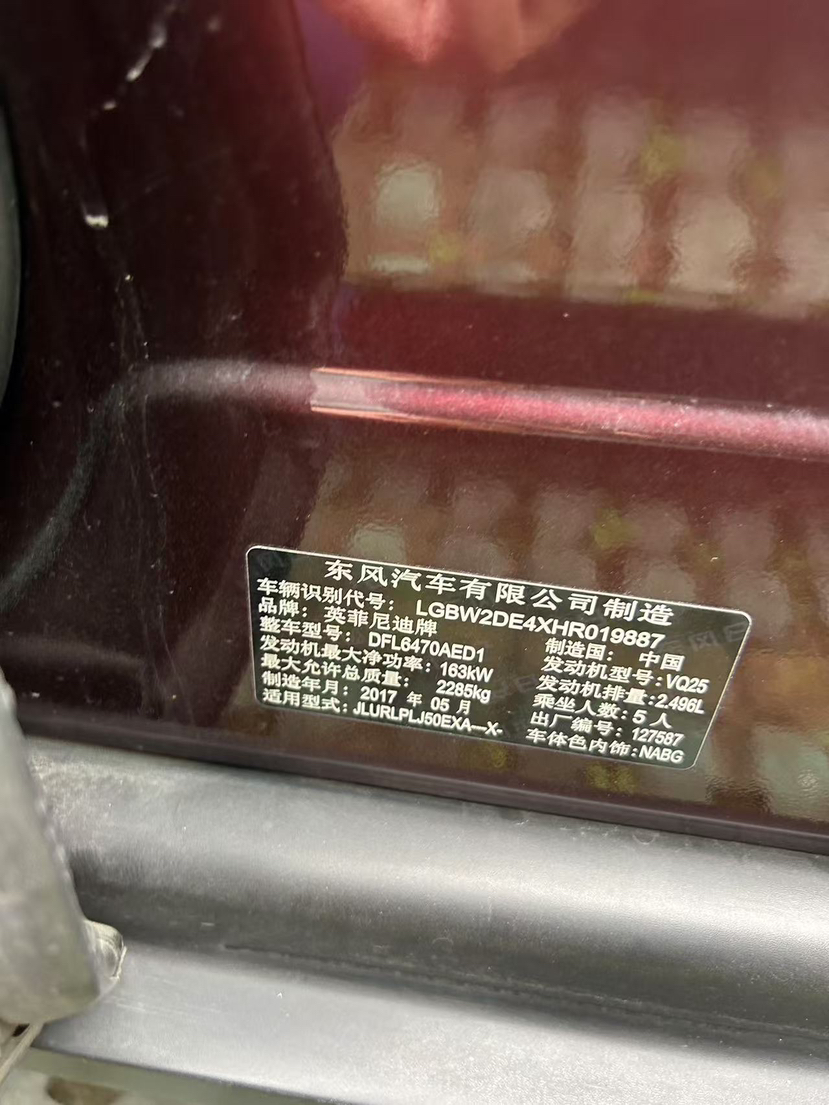 东风汽车有限公司制造
车辆识别代号： LGBW2DE4XHR019887
品牌：英菲尼迪牌 制造国：中国
整车型号：DFL6470AED1 发动机型号：VQ25
发动机最大净功率：163kW 发动机排量：2.496L
最大允许总质量：2285kg 乘坐人数：5人
制造年月：2017 年 05 月 出厂编号：127587
适用型式：JLURLPLJ50EXA—X- 车体色内饰：NABG